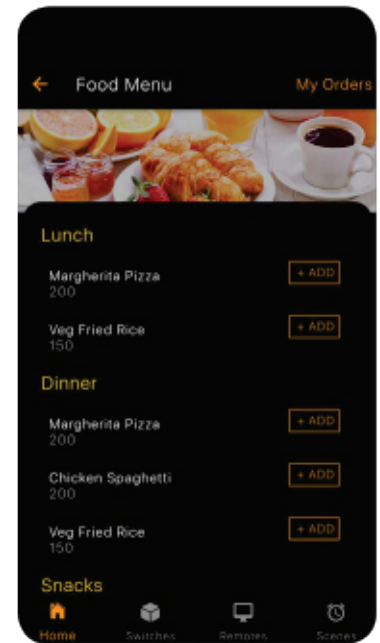 Food Menu My Orders
Lunch
Margherita Pizza + ADD
200
Veg Fried Rice + ADD
150
Dinner
Margherita Pizza + ADD
200
Chicken Spaghetti + ADD
200
Veg Fried Rice + ADD
150
Snacks
Home Switches Remotes Scenes